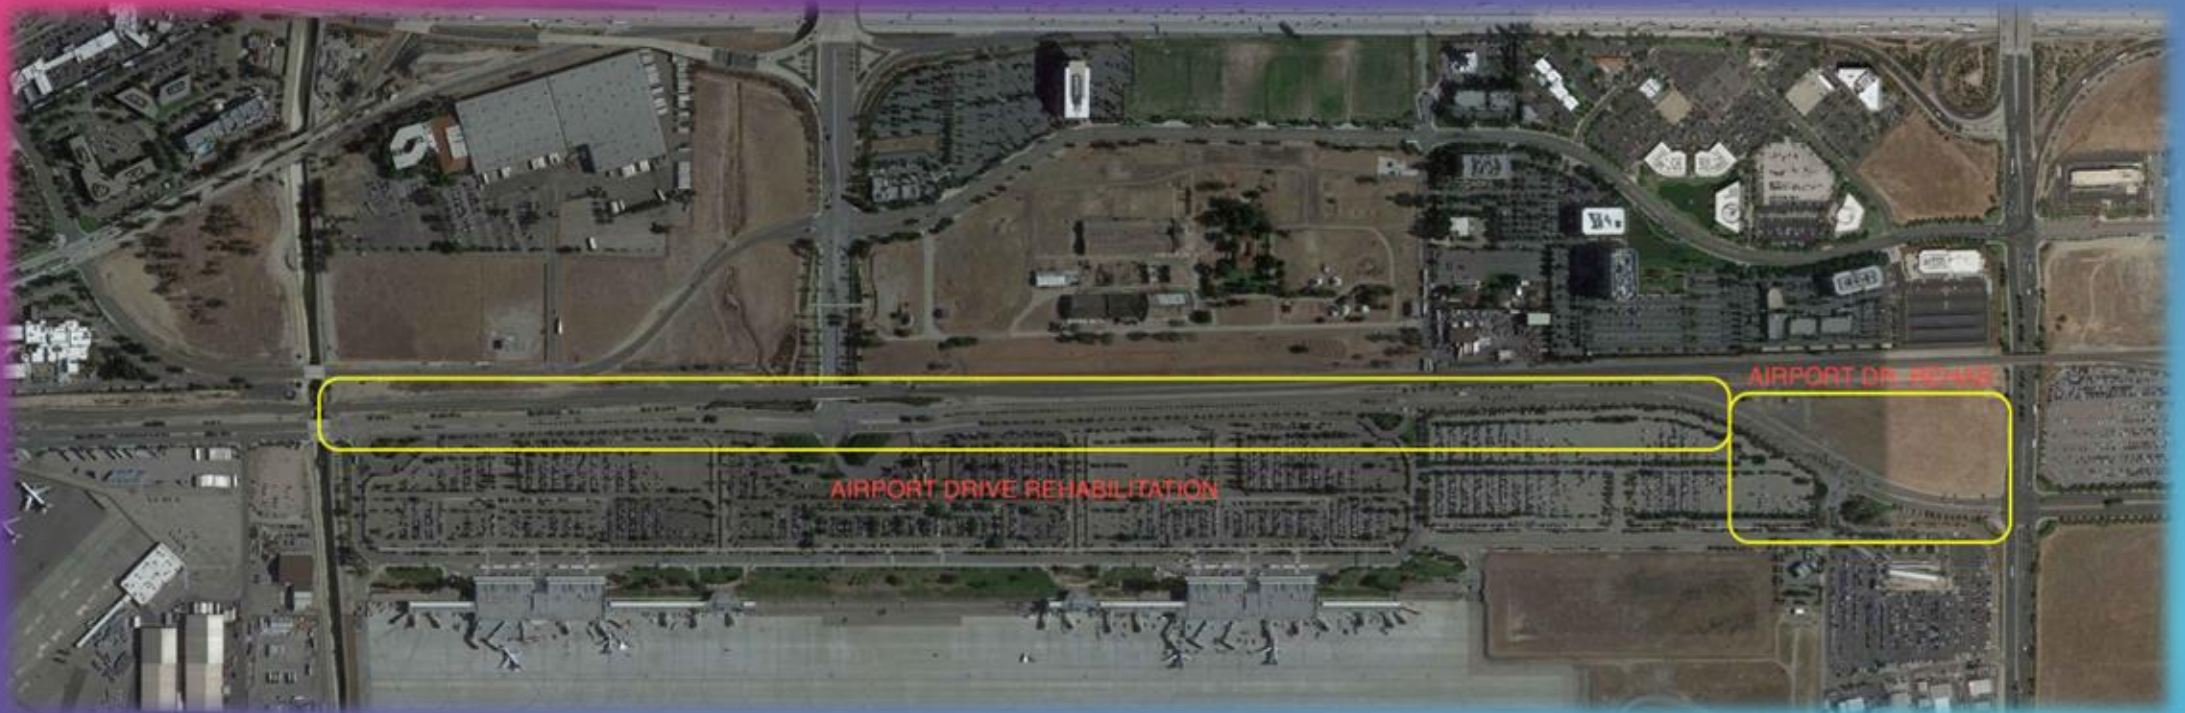 AIRPORT DR. REHAB
AIRPORT DRIVE REHABILITATION